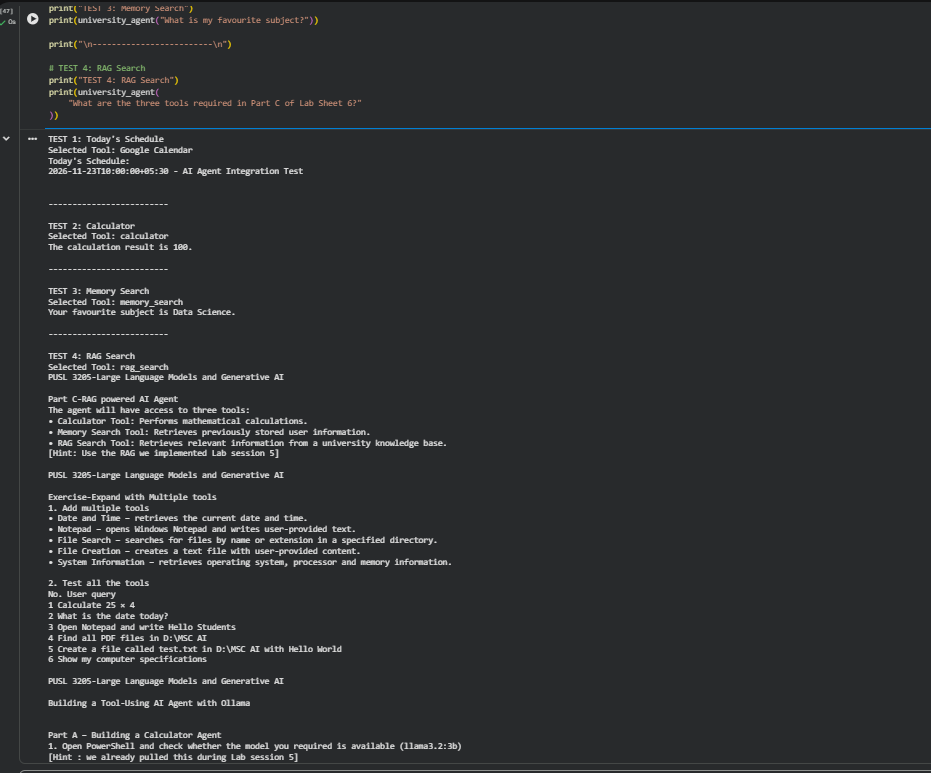 [47]
0s
print("TEST 3: Memory Search")
print(university_agent("What is my favourite subject?"))
print("\n-------------------------\n")
# TEST 4: RAG Search
print("TEST 4: RAG Search")
print(university_agent(
"What are the three tools required in Part C of Lab Sheet 6?"
))
TEST 1: Today's Schedule
Selected Tool: Google Calendar
Today's Schedule:
2026-11-23T10:00:00+05:30 - AI Agent Integration Test
-------------------------
TEST 2: Calculator
Selected Tool: calculator
The calculation result is 100.
-------------------------
TEST 3: Memory Search
Selected Tool: memory_search
Your favourite subject is Data Science.
-------------------------
TEST 4: RAG Search
Selected Tool: rag_search
PUSL 3205-Large Language Models and Generative AI
Part C-RAG powered AI Agent
The agent will have access to three tools:
• Calculator Tool: Performs mathematical calculations.
• Memory Search Tool: Retrieves previously stored user information.
• RAG Search Tool: Retrieves relevant information from a university knowledge base.
[Hint: Use the RAG we implemented Lab session 5]
PUSL 3205-Large Language Models and Generative AI
Exercise-Expand with Multiple tools
1. Add multiple tools
• Date and Time – retrieves the current date and time.
• Notepad – opens Windows Notepad and writes user-provided text.
• File Search – searches for files by name or extension in a specified directory.
• File Creation – creates a text file with user-provided content.
• System Information – retrieves operating system, processor and memory information.
2. Test all the tools
No. User query
1 Calculate 25 × 4
2 What is the date today?
3 Open Notepad and write Hello Students
4 Find all PDF files in D:\MSC AI
5 Create a file called test.txt in D:\MSC AI with Hello World
6 Show my computer specifications
PUSL 3205-Large Language Models and Generative AI
Building a Tool-Using AI Agent with Ollama
Part A – Building a Calculator Agent
1. Open PowerShell and check whether the model you required is available (llama3.2:3b)
[Hint : we already pulled this during Lab session 5]